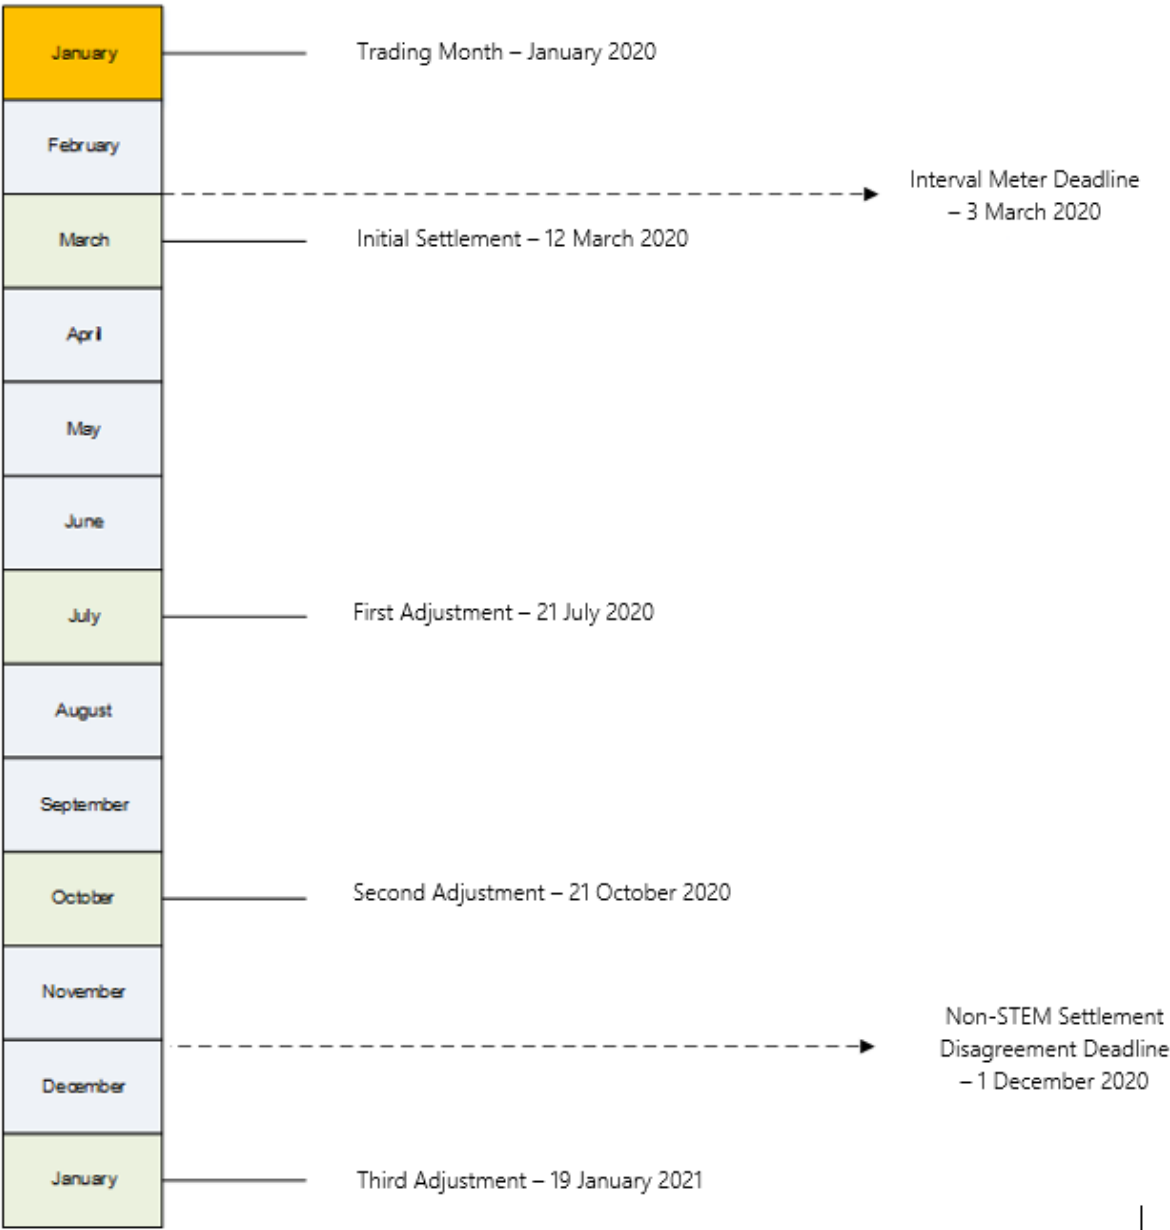 January
Trading Month – January 2020
February
Interval Meter Deadline
– 3 March 2020
March
Initial Settlement – 12 March 2020
April
May
June
July
First Adjustment – 21 July 2020
August
September
October
Second Adjustment – 21 October 2020
November
Non-STEM Settlement
Disagreement Deadline
– 1 December 2020
December
January
Third Adjustment – 19 January 2021